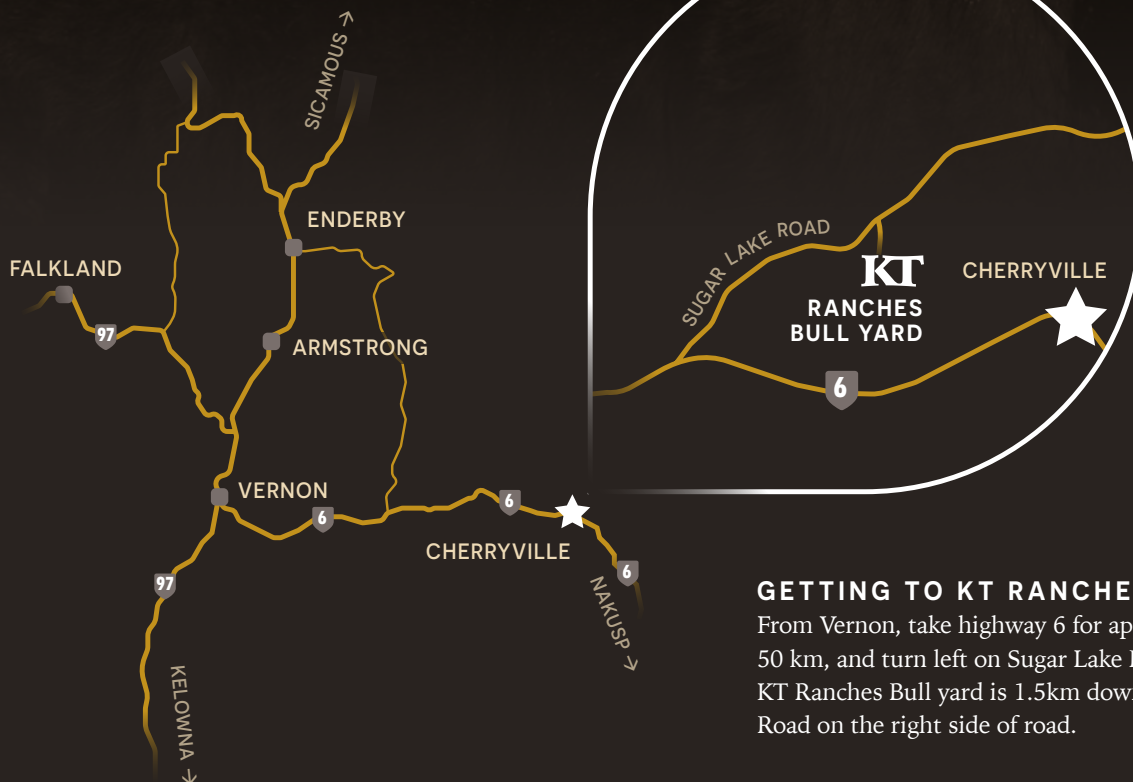 SICAMOUS →
ENDERBY
FALKLAND
97
ARMSTRONG
VERNON
6
6
CHERRYVILLE
6
97
NAKUSP →
KELOWNA →
SUGAR LAKE ROAD
KT
RANCHES
BULL YARD
CHERRYVILLE
6
GETTING TO KT RANCHE
From Vernon, take highway 6 for ap
50 km, and turn left on Sugar Lake
KT Ranches Bull yard is 1.5km dow
Road on the right side of road.